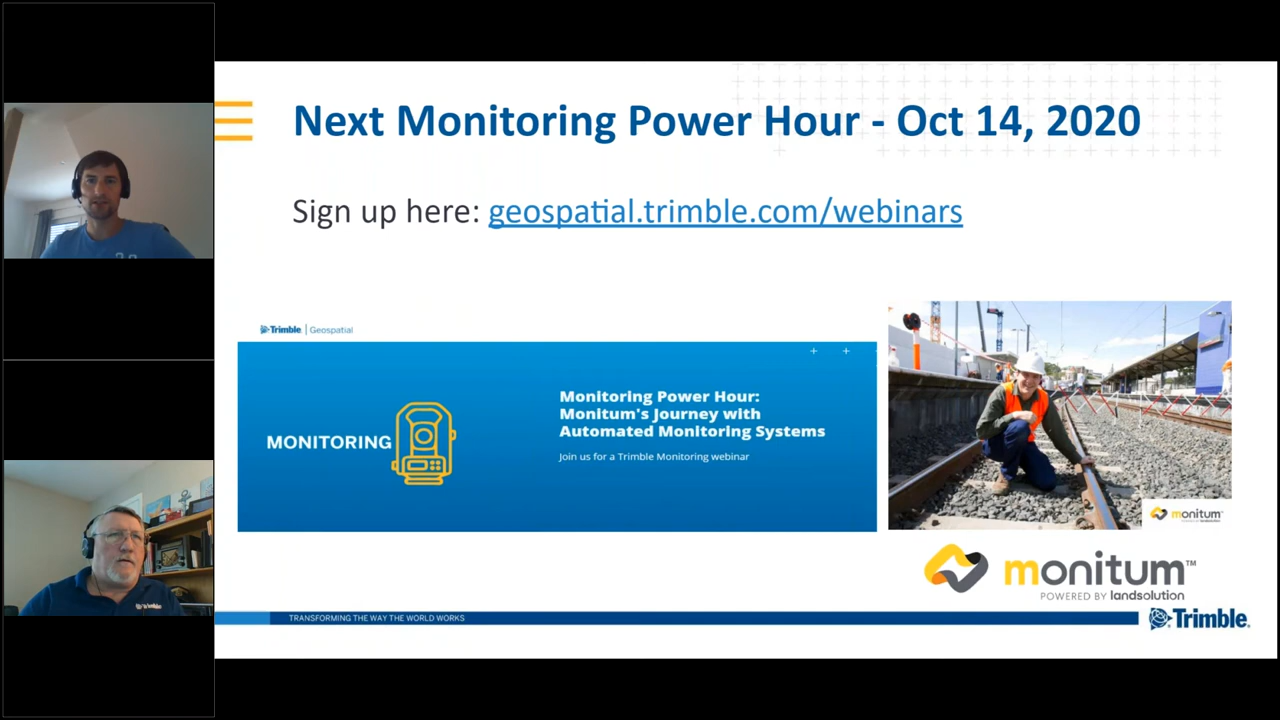 Next Monitoring Power Hour - Oct 14, 2020
Sign up here: geospatial.trimble.com/webinars
Trimble | Geospatial
MONITORING
Monitoring Power Hour:
Monitum's Journey with
Automated Monitoring Systems
Join us for a Trimble Monitoring webinar
monitum
monitum™
POWERED BY landsolution
TRANSFORMING THE WAY THE WORLD WORKS
Trimble